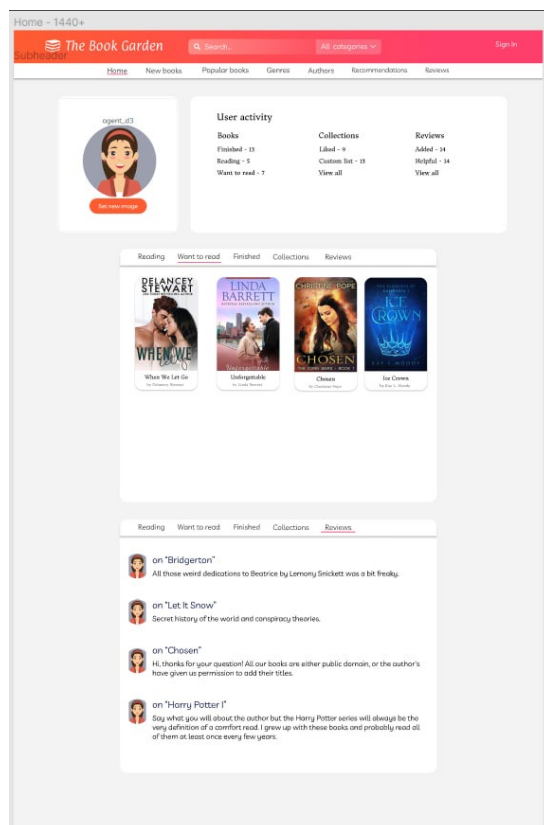 Home - 1440+
Subheader
The Book Garden
Search...
All categories
Sign In
Home New books Popular books Genres Authors Recommendations Reviews
agent_d3
Set new image
User activity
Books Collections Reviews
Finished - 13 Liked - 9 Added - 14
Reading - 5 Custom list - 15 Helpful - 14
Want to read - 7 View all View all
Reading Want to read Finished Collections Reviews
DELANCEY
STEWART
WHEN WE
let go
LINDA
BARRETT
Unforgettable
CHRISTINE POPE
CHOSEN
ICE
CROWN
KAY L MOODY
When We Let Go Unforgettable Chosen Ice Crown
by Delancey Stewart by Linda Barrett by Christine Pope by Kay L. Moody
Reading Want to read Finished Collections Reviews
on "Bridgerton"
All those weird dedications to Beatrice by Lemony Snickett was a bit freaky.
on "Let It Snow"
Secret history of the world and conspiracy theories.
on "Chosen"
Hi, thanks for your question! All our books are either public domain, or the author's
have given us permission to add their titles.
on "Harry Potter I"
Say what you will about the author but the Harry Potter series will always be the
very definition of a comfort read. I grew up with these books and probably read all
of them at least once every few years.